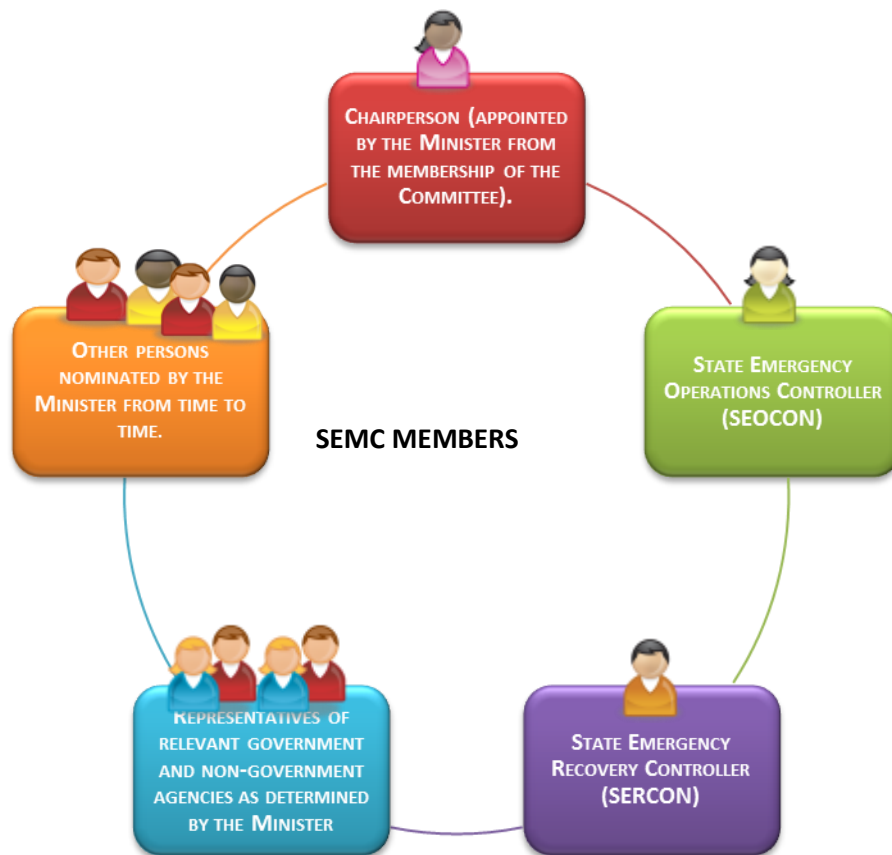 Chairperson (appointed
by the Minister from
the membership of the
Committee).
Other persons
nominated by the
Minister from time to
time.
State Emergency
Operations Controller
(SEOCON)
SEMC MEMBERS
Representatives of
relevant government
and non-government
agencies as determined
by the Minister
State Emergency
Recovery Controller
(SERCON)